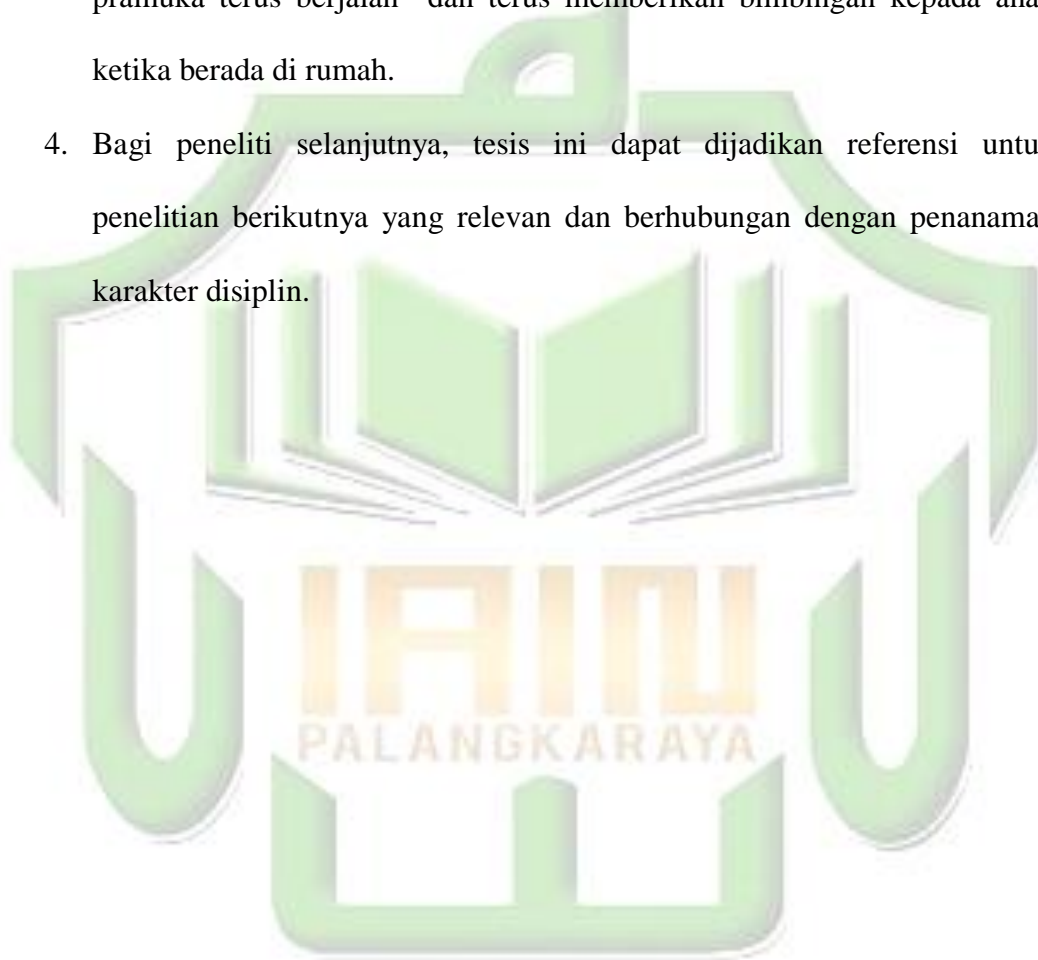 pramuka terus berjalan dan terus memberikan bimbingan kepada ana
ketika berada di rumah.
4. Bagi peneliti selanjutnya, tesis ini dapat dijadikan referensi untu
penelitian berikutnya yang relevan dan berhubungan dengan penanama
karakter disiplin.
IAIN
PALANGKARAYA